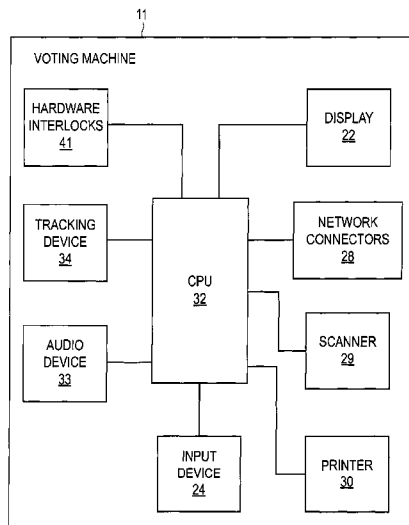 11
VOTING MACHINE
HARDWARE
INTERLOCKS
41
DISPLAY
22
TRACKING
DEVICE
34
CPU
32
NETWORK
CONNECTORS
28
AUDIO
DEVICE
33
SCANNER
29
INPUT
DEVICE
24
PRINTER
30